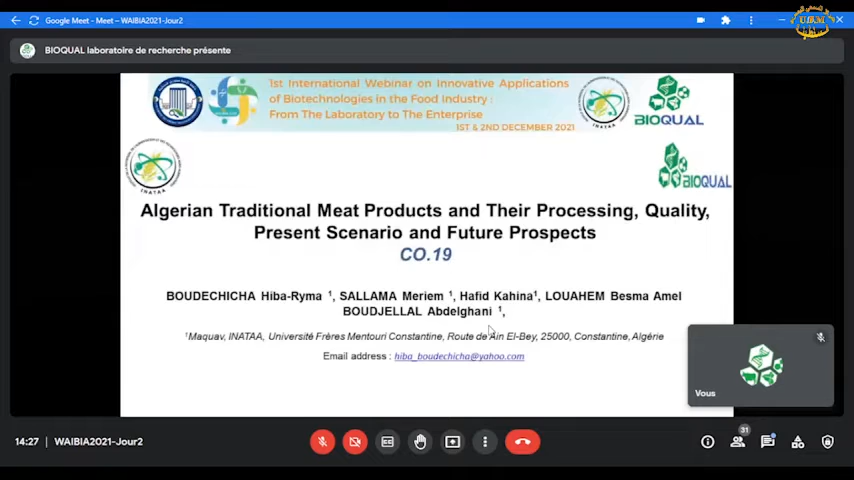 Google Meet - Meet – WAIBIA2021-Jour2
BIOQUAL laboratoire de recherche présente
1st International Webinar on Innovative Applications
of Biotechnologies in the Food Industry :
From The Laboratory to The Enterprise
1ST & 2ND DECEMBER 2021
INATAA
BIOQUAL
INATAA
BIOQUAL
Algerian Traditional Meat Products and Their Processing, Quality,
Present Scenario and Future Prospects
CO.19
BOUDECHICHA Hiba-Ryma ¹, SALLAMA Meriem ¹, Hafid Kahina¹, LOUAHEM Besma Amel
BOUDJELLAL Abdelghani ¹,
¹Maquav, INATAA, Université Frères Mentouri Constantine, Route de Ain El-Bey, 25000, Constantine, Algérie
Email address : hiba_boudechicha@yahoo.com
Vous
14:27 | WAIBIA2021-Jour2
31